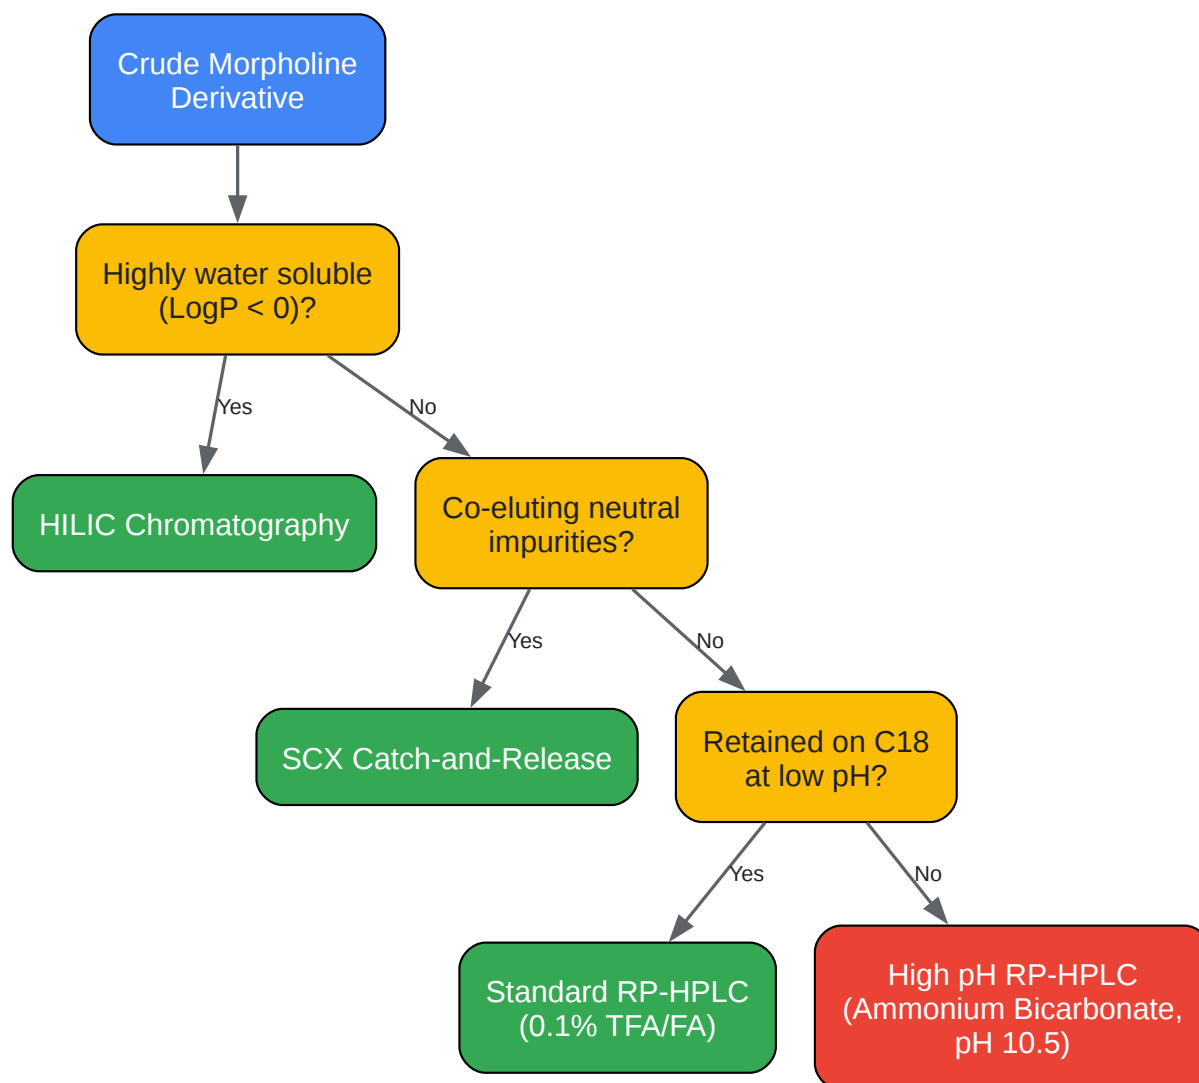 Crude Morpholine
Derivative
Highly water soluble
(LogP < 0)?
Yes
No
HILIC Chromatography
Co-eluting neutral
impurities?
Yes
No
SCX Catch-and-Release
Retained on C18
at low pH?
Yes
No
Standard RP-HPLC
(0.1% TFA/FA)
High pH RP-HPLC
(Ammonium Bicarbonate,
pH 10.5)